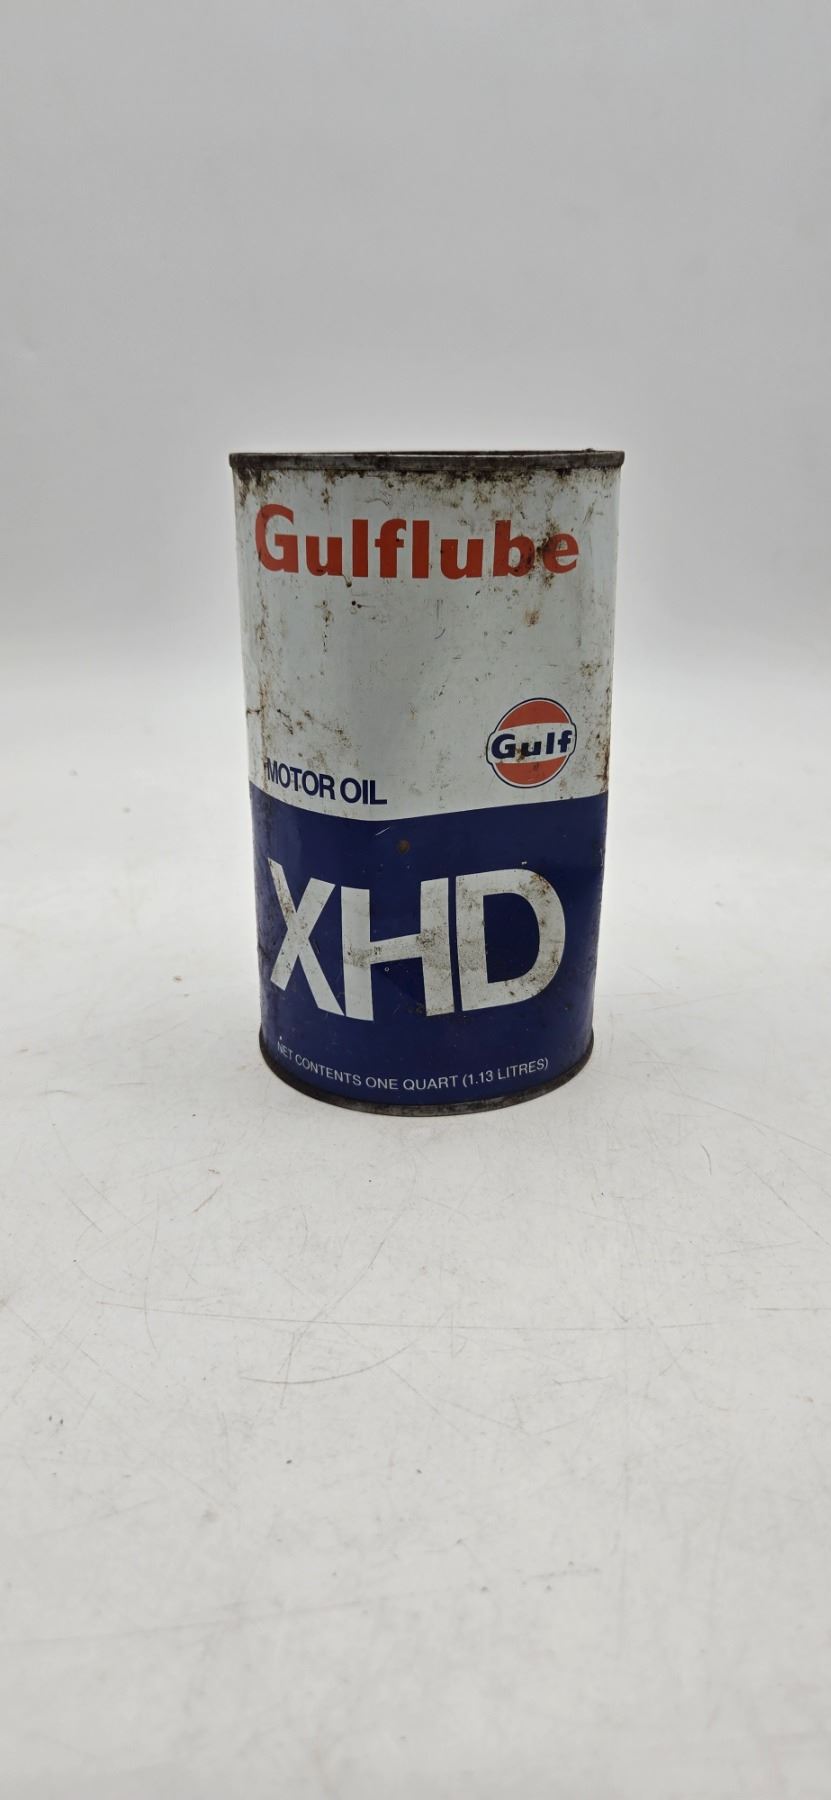 Gulflube
Gulf
MOTOR OIL
XHD
NET CONTENTS ONE QUART (1.13 LITRES)